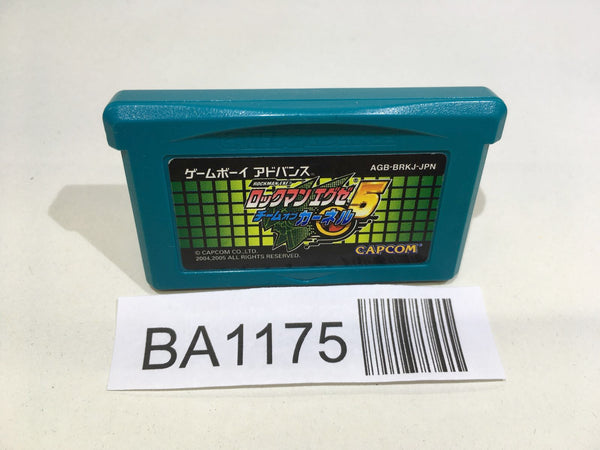 ゲームボーイ アドバンス
AGB-BRKJ-JPN
ROCKMAN EXE
ロックマン エグゼ 5
チーム オブ カーネル
© CAPCOM CO., LTD.
2004,2005 ALL RIGHTS RESERVED.
CAPCOM
BA1175